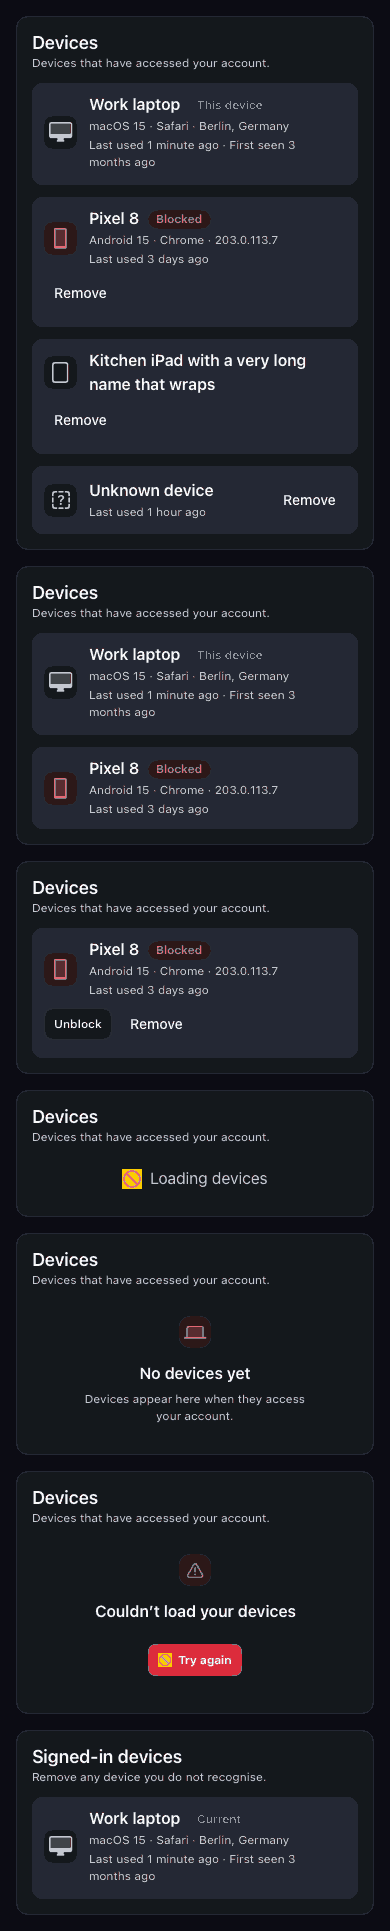 Devices
Devices that have accessed your account.
Work laptop This device
macOS 15 · Safari · Berlin, Germany
Last used 1 minute ago · First seen 3
months ago
Pixel 8 Blocked
Android 15 · Chrome · 203.0.113.7
Last used 3 days ago
Remove
Kitchen iPad with a very long
name that wraps
Remove
Unknown device
Last used 1 hour ago
Remove
Devices
Devices that have accessed your account.
Work laptop This device
macOS 15 · Safari · Berlin, Germany
Last used 1 minute ago · First seen 3
months ago
Pixel 8 Blocked
Android 15 · Chrome · 203.0.113.7
Last used 3 days ago
Devices
Devices that have accessed your account.
Pixel 8 Blocked
Android 15 · Chrome · 203.0.113.7
Last used 3 days ago
Unblock Remove
Devices
Devices that have accessed your account.
Loading devices
Devices
Devices that have accessed your account.
No devices yet
Devices appear here when they access
your account.
Devices
Devices that have accessed your account.
Couldn’t load your devices
Try again
Signed-in devices
Remove any device you do not recognise.
Work laptop Current
macOS 15 · Safari · Berlin, Germany
Last used 1 minute ago · First seen 3
months ago